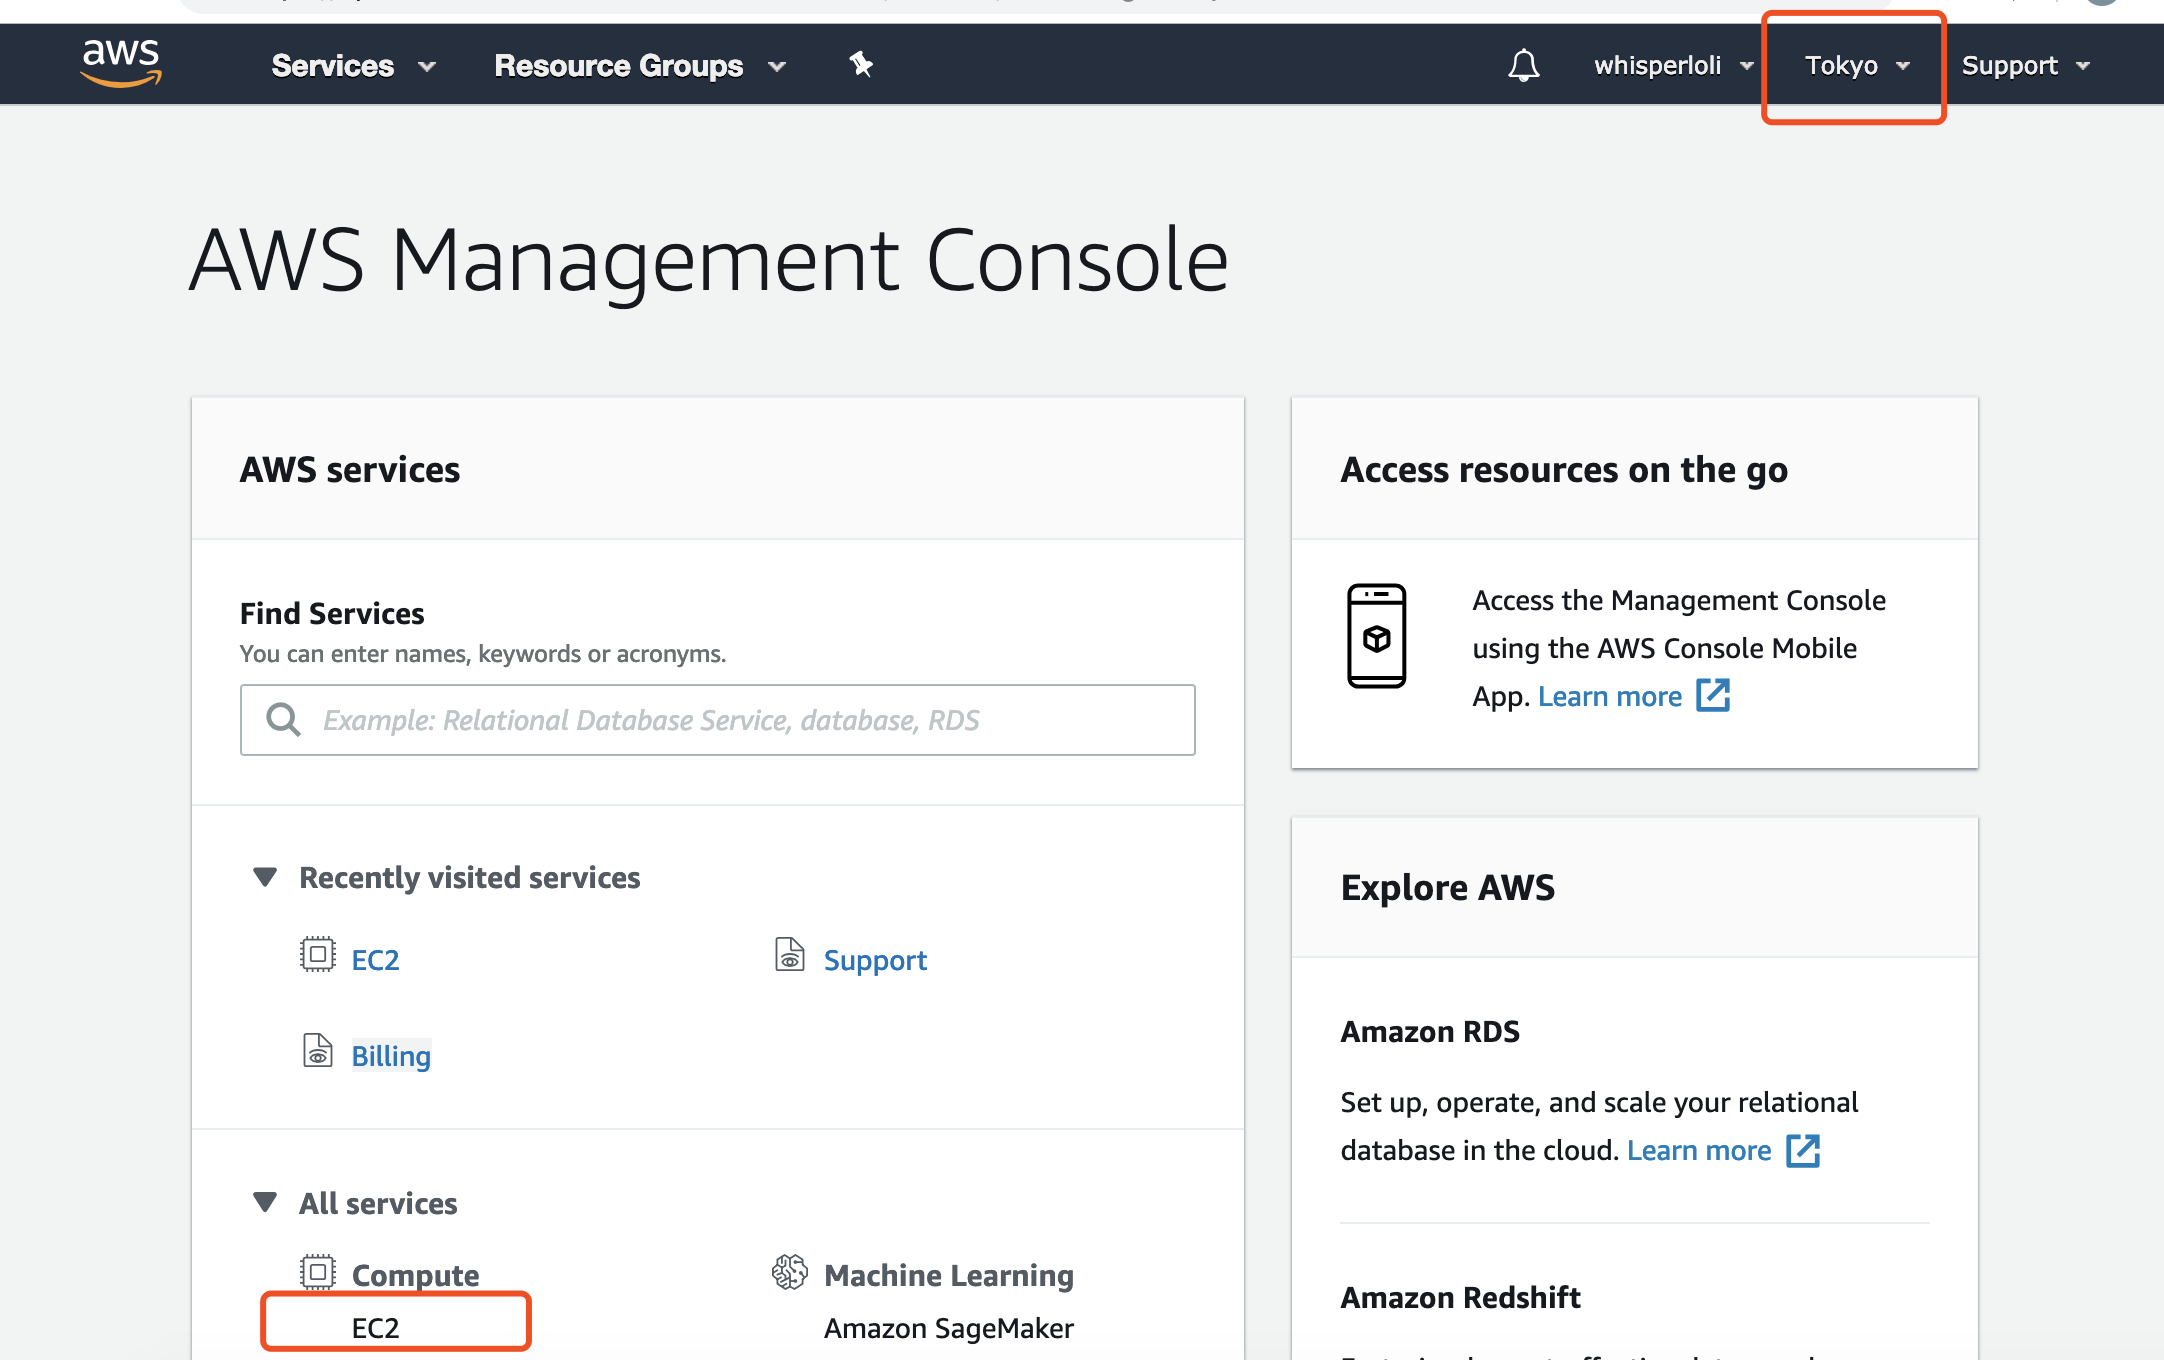 aws
Services
Resource Groups
whisperloli
Tokyo
Support
AWS Management Console
AWS services
Find Services
You can enter names, keywords or acronyms.
Example: Relational Database Service, database, RDS
Recently visited services
EC2
Support
Billing
All services
Compute
EC2
Machine Learning
Amazon SageMaker
Access resources on the go
Access the Management Console
using the AWS Console Mobile
App. Learn more
Explore AWS
Amazon RDS
Set up, operate, and scale your relational
database in the cloud. Learn more
Amazon Redshift